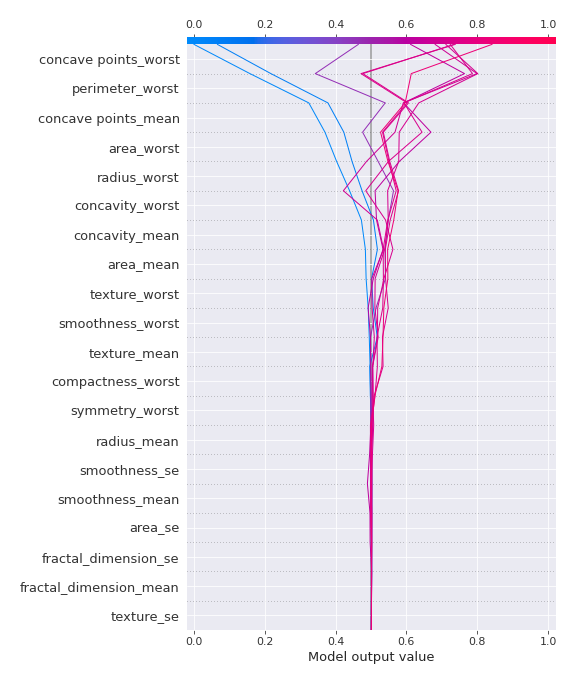 0.0 0.2 0.4 0.6 0.8 1.0
concave points_worst
perimeter_worst
concave points_mean
area_worst
radius_worst
concavity_worst
concavity_mean
area_mean
texture_worst
smoothness_worst
texture_mean
compactness_worst
symmetry_worst
radius_mean
smoothness_se
smoothness_mean
area_se
fractal_dimension_se
fractal_dimension_mean
texture_se
0.0 0.2 0.4 0.6 0.8 1.0
Model output value